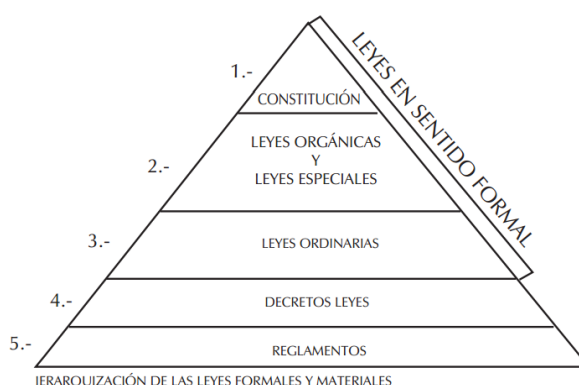 1.-
CONSTITUCIÓN
LEYES EN SENTIDO FORMAL
2.-
LEYES ORGÁNICAS
Y
LEYES ESPECIALES
3.-
LEYES ORDINARIAS
4.-
DECRETOS LEYES
5.-
REGLAMENTOS
JERARQUIZACIÓN DE LAS LEYES FORMALES Y MATERIALES